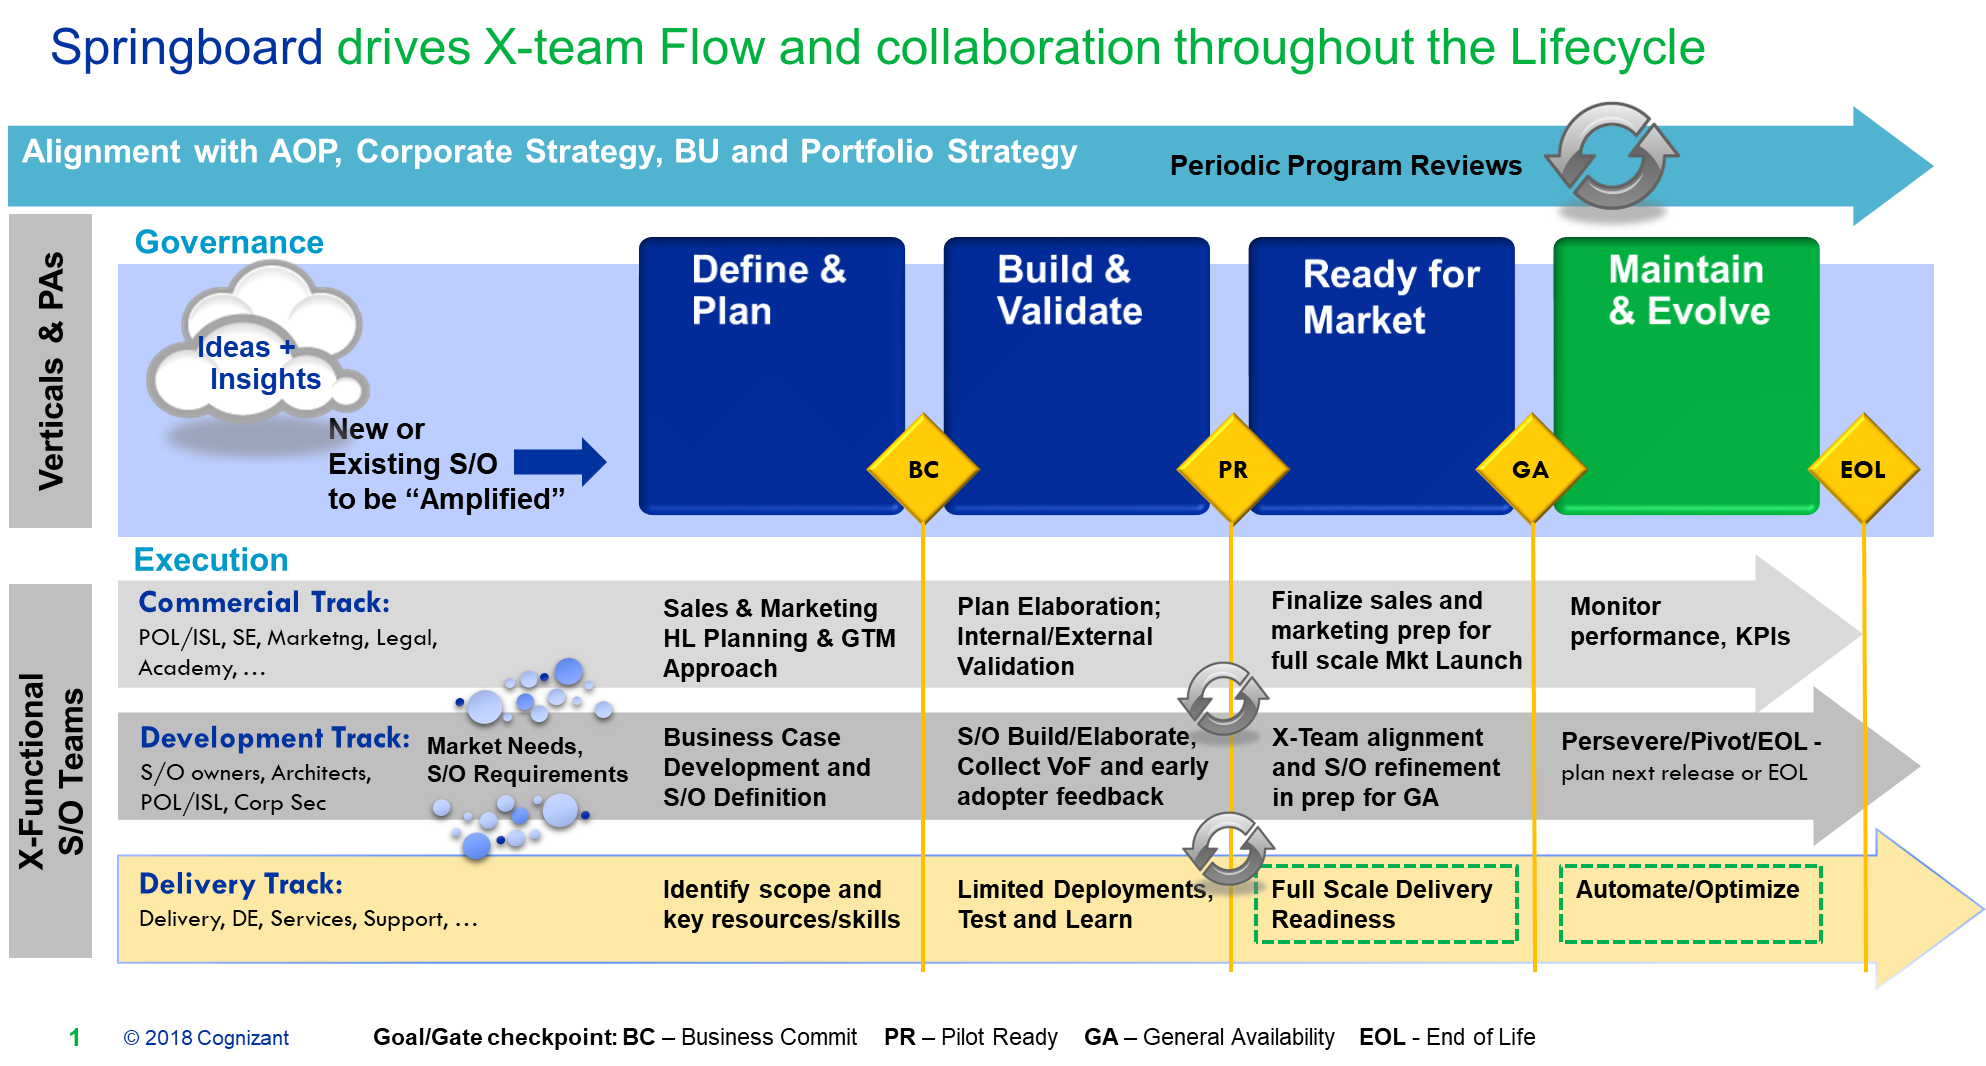 Springboard drives X-team Flow and collaboration throughout the Lifecycle
Alignment with AOP, Corporate Strategy, BU and Portfolio Strategy
Periodic Program Reviews
Verticals & PAs
Governance
Ideas +
Insights
New or
Existing S/O
to be “Amplified”
Define &
Plan
Build &
Validate
Ready for
Market
Maintain
& Evolve
BC
PR
GA
EOL
X-Functional
S/O Teams
Execution
Commercial Track:
POL/ISL, SE, Marketng, Legal,
Academy, …
Sales & Marketing
HL Planning & GTM
Approach
Plan Elaboration;
Internal/External
Validation
Finalize sales and
marketing prep for
full scale Mkt Launch
Monitor
performance, KPIs
Development Track:
S/O owners, Architects,
POL/ISL, Corp Sec
Market Needs,
S/O Requirements
Business Case
Development and
S/O Definition
S/O Build/Elaborate,
Collect VoF and early
adopter feedback
X-Team alignment
and S/O refinement
in prep for GA
Persevere/Pivot/EOL -
plan next release or EOL
Delivery Track:
Delivery, DE, Services, Support, …
Identify scope and
key resources/skills
Limited Deployments,
Test and Learn
Full Scale Delivery
Readiness
Automate/Optimize
1
© 2018 Cognizant
Goal/Gate checkpoint: BC – Business Commit PR – Pilot Ready GA – General Availability EOL - End of Life